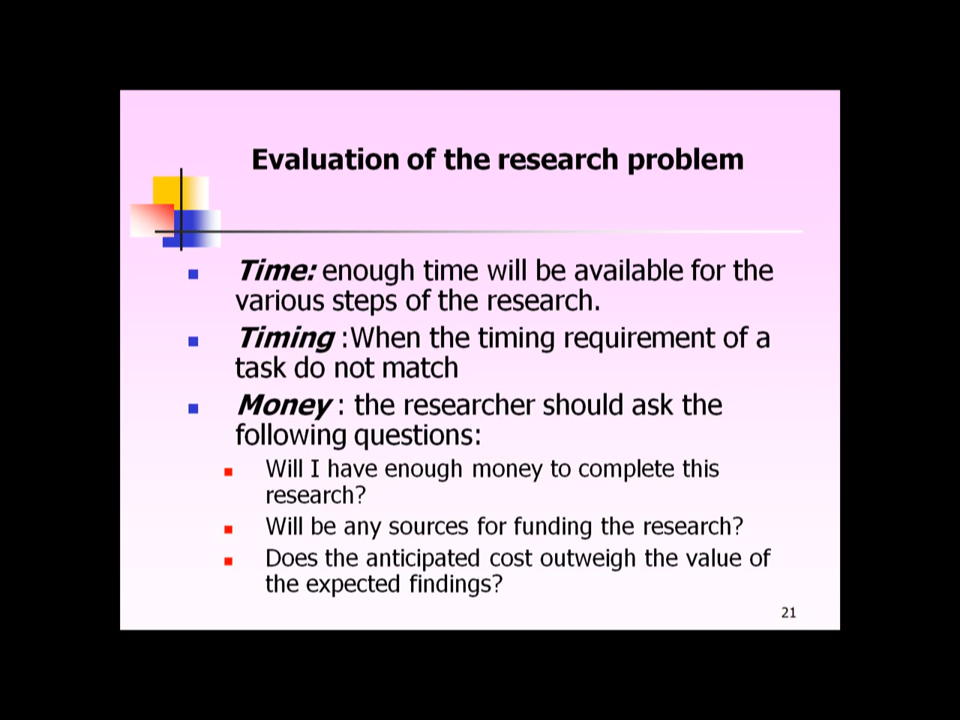 Evaluation of the research problem
Time: enough time will be available for the
various steps of the research.
Timing :When the timing requirement of a
task do not match
Money : the researcher should ask the
following questions:
Will I have enough money to complete this
research?
Will be any sources for funding the research?
Does the anticipated cost outweigh the value of
the expected findings?
21